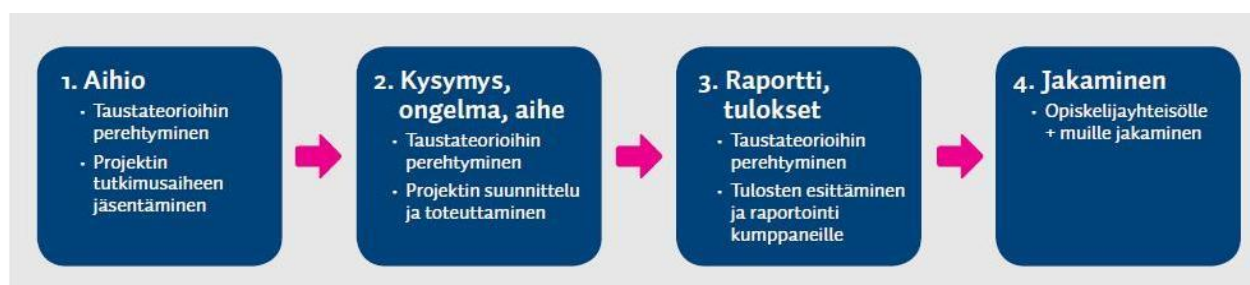 1. Aihio
• Taustateorioihin
perehtyminen
• Projektin
tutkimusaiheen
jäsentäminen
2. Kysymys,
ongelma, aihe
• Taustateorioihin
perehtyminen
• Projektin suunnittelu
ja toteuttaminen
3. Raportti,
tulokset
• Taustateorioihin
perehtyminen
• Tulosten esittäminen
ja raportointi
kumppaneille
4. Jakaminen
• Opiskelijayhteisölle
+ muille jakaminen